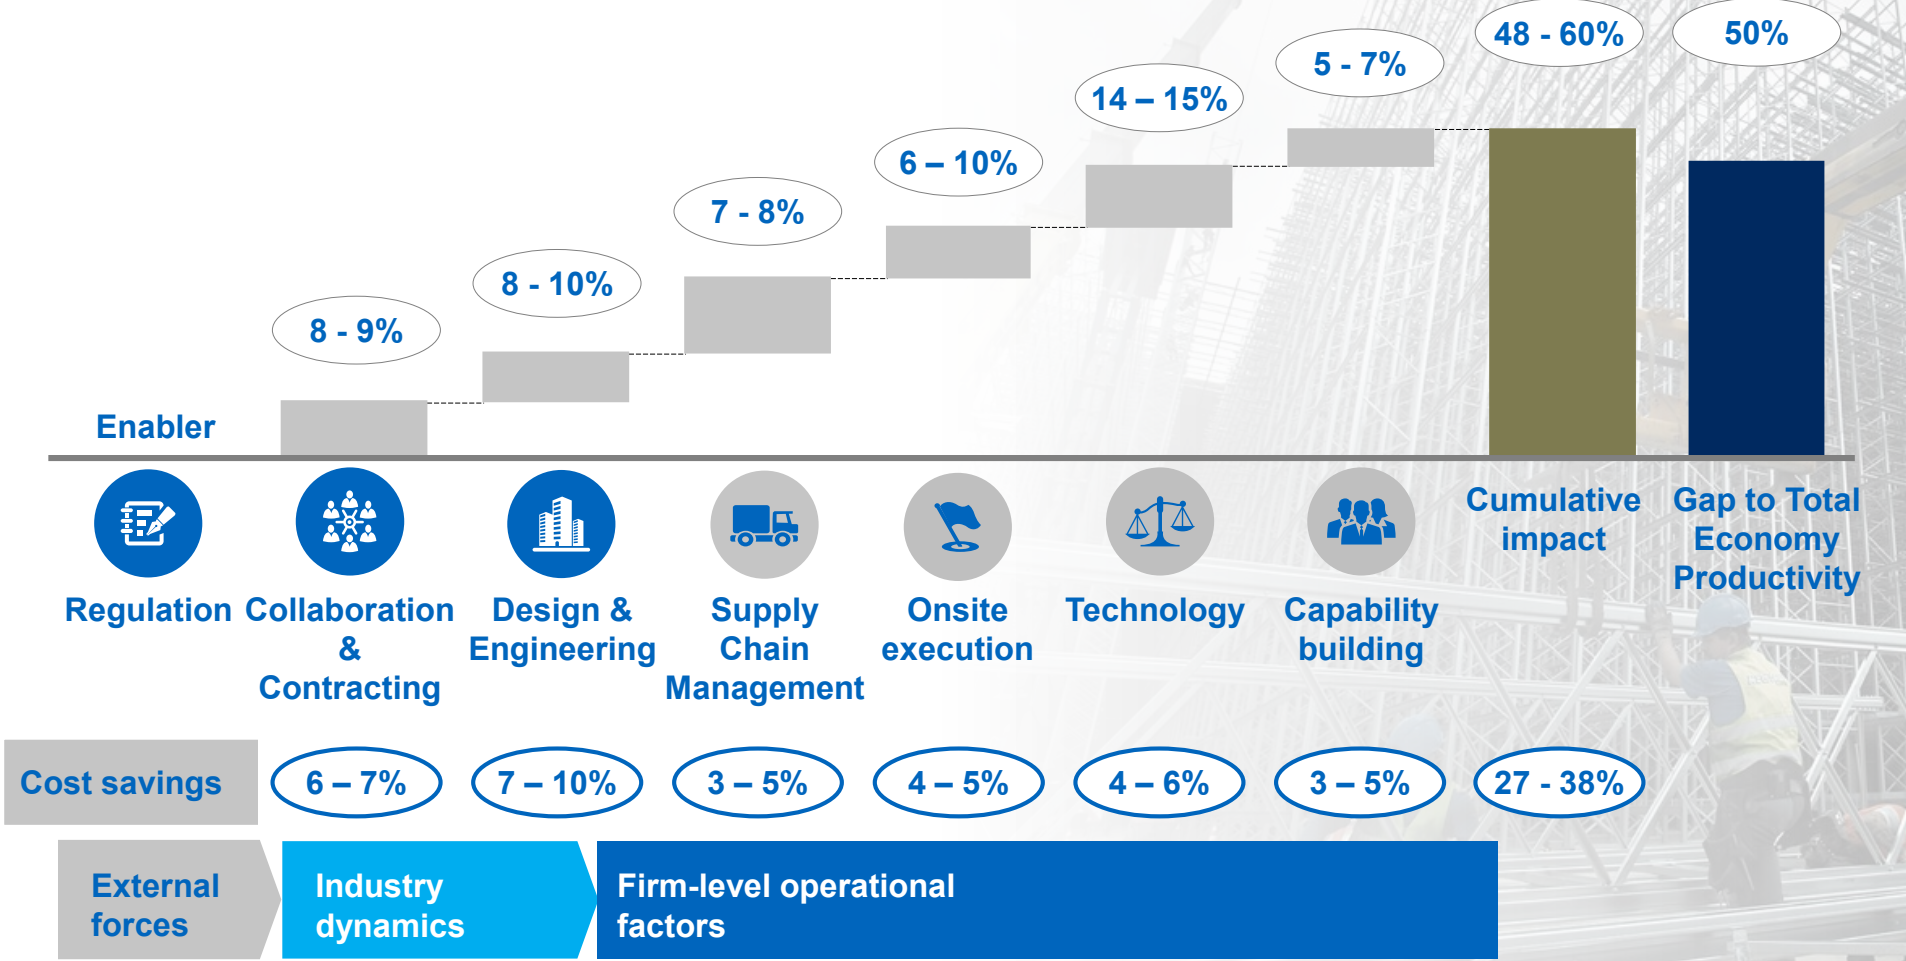 48 - 60%
50%
5 - 7%
14 – 15%
6 – 10%
7 - 8%
8 - 10%
8 - 9%
Enabler
Regulation
Collaboration
&
Contracting
Design &
Engineering
Supply
Chain
Management
Onsite
execution
Technology
Capability
building
Cumulative
impact
Gap to Total
Economy
Productivity
Cost savings
6 – 7%
7 – 10%
3 – 5%
4 – 5%
4 – 6%
3 – 5%
27 - 38%
External
forces
Industry
dynamics
Firm-level operational
factors